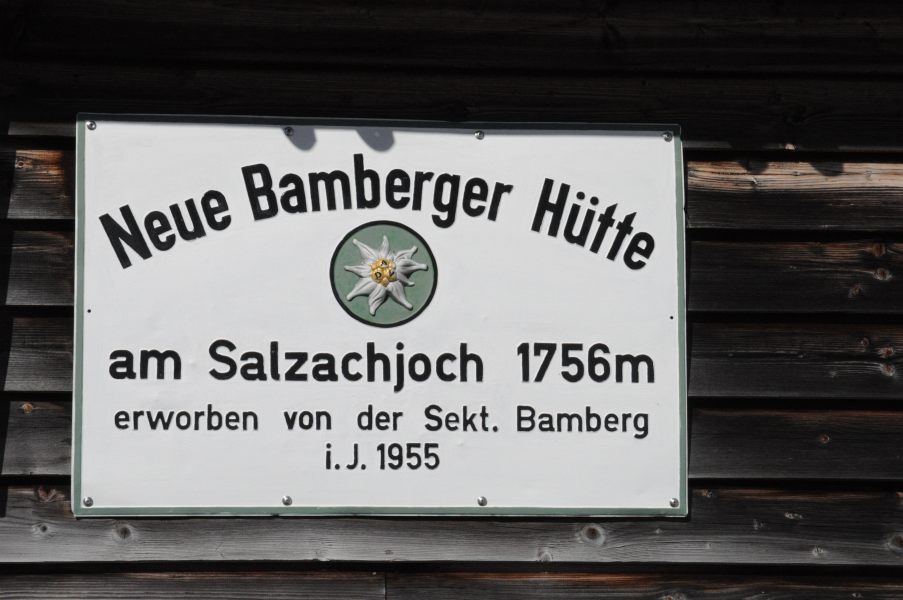 Neue Bamberger Hütte
am Salzachjoch 1756m
erworben von der Sekt. Bamberg
i. J. 1955